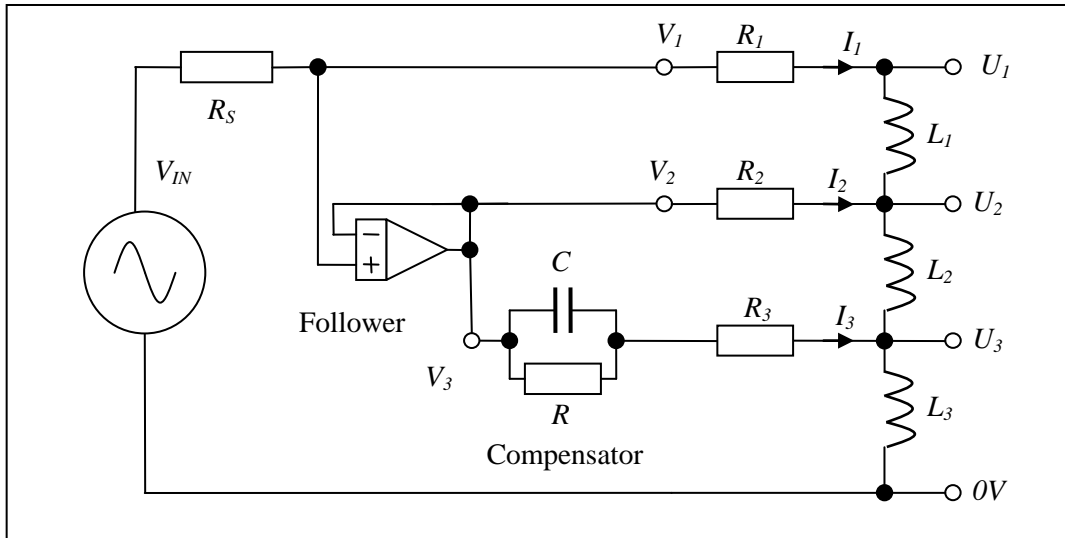 V1
R1
I1
U1
RS
L1
VIN
V2
R2
I2
U2
−
+
C
L2
Follower
R3
I3
U3
V3
R
L3
Compensator
0V